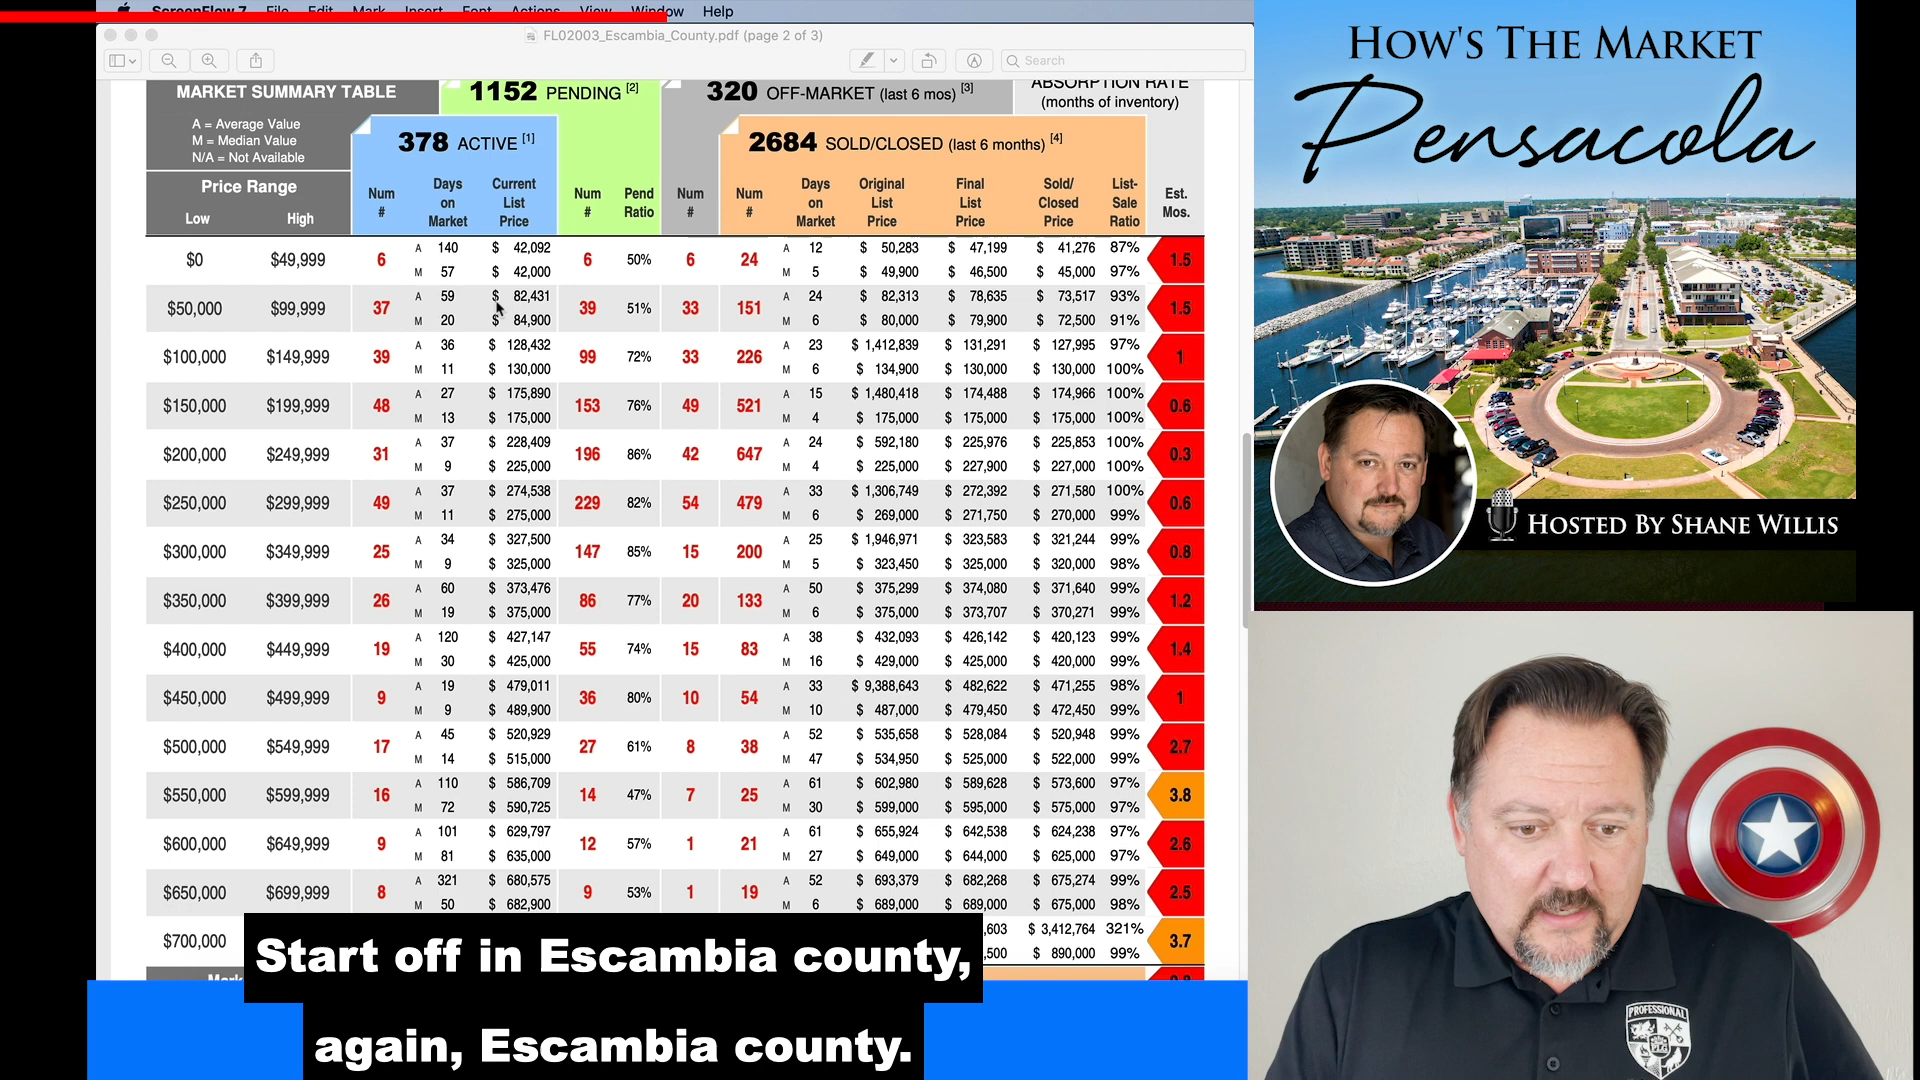 ScreenFlow 7 File Edit Mark Insert Font Actions View Window Help
FL02003_Escambia_County.pdf (page 2 of 3)
Search
MARKET SUMMARY TABLE
1152 PENDING [2]
320 OFF-MARKET (last 6 mos) [3]
ABSORPTION RATE
(months of inventory)
A = Average Value
M = Median Value
N/A = Not Available
378 ACTIVE [1]
2684 SOLD/CLOSED (last 6 months) [4]
Price Range
Low High
Num # Days on Market Current List Price Num # Pend Ratio Num # Num # Days on Market Original List Price Final List Price Sold/ Closed Price List-Sale Ratio Est. Mos.
$0 $49,999 6 A 140 $ 42,092 6 50% 6 24 A 12 $ 50,283 $ 47,199 $ 41,276 87% 1.5
M 57 $ 42,000 M 5 $ 49,900 $ 46,500 $ 45,000 97%
$50,000 $99,999 37 A 59 $ 82,431 39 51% 33 151 A 24 $ 82,313 $ 78,635 $ 73,517 93% 1.5
M 20 $ 84,900 M 6 $ 80,000 $ 79,900 $ 72,500 91%
$100,000 $149,999 39 A 36 $ 128,432 99 72% 33 226 A 23 $ 1,412,839 $ 131,291 $ 127,995 97% 1
M 11 $ 130,000 M 6 $ 134,900 $ 130,000 $ 130,000 100%
$150,000 $199,999 48 A 27 $ 175,890 153 76% 49 521 A 15 $ 1,480,418 $ 174,488 $ 174,966 100% 0.6
M 13 $ 175,000 M 4 $ 175,000 $ 175,000 $ 175,000 100%
$200,000 $249,999 31 A 37 $ 228,409 196 86% 42 647 A 24 $ 592,180 $ 225,976 $ 225,853 100% 0.3
M 9 $ 225,000 M 4 $ 225,000 $ 227,900 $ 227,000 100%
$250,000 $299,999 49 A 37 $ 274,538 229 82% 54 479 A 33 $ 1,306,749 $ 272,392 $ 271,580 100% 0.6
M 11 $ 275,000 M 6 $ 269,000 $ 271,750 $ 270,000 99%
$300,000 $349,999 25 A 34 $ 327,500 147 85% 15 200 A 25 $ 1,946,971 $ 323,583 $ 321,244 99% 0.8
M 9 $ 325,000 M 5 $ 323,450 $ 325,000 $ 320,000 98%
$350,000 $399,999 26 A 60 $ 373,476 86 77% 20 133 A 50 $ 375,299 $ 374,080 $ 371,640 99% 1.2
M 19 $ 375,000 M 6 $ 375,000 $ 373,707 $ 370,271 99%
$400,000 $449,999 19 A 120 $ 427,147 55 74% 15 83 A 38 $ 432,093 $ 426,142 $ 420,123 99% 1.4
M 30 $ 425,000 M 16 $ 429,000 $ 425,000 $ 420,000 99%
$450,000 $499,999 9 A 19 $ 479,011 36 80% 10 54 A 33 $ 9,388,643 $ 482,622 $ 471,255 98% 1
M 9 $ 489,900 M 10 $ 487,000 $ 479,450 $ 472,450 99%
$500,000 $549,999 17 A 45 $ 520,929 27 61% 8 38 A 52 $ 535,658 $ 528,084 $ 520,948 99% 2.7
M 14 $ 515,000 M 47 $ 534,950 $ 525,000 $ 522,000 99%
$550,000 $599,999 16 A 110 $ 586,709 14 47% 7 25 A 61 $ 602,980 $ 589,628 $ 573,600 97% 3.8
M 72 $ 590,725 M 30 $ 599,000 $ 595,000 $ 575,000 97%
$600,000 $649,999 9 A 101 $ 629,797 12 57% 1 21 A 61 $ 655,924 $ 642,538 $ 624,238 97% 2.6
M 81 $ 635,000 M 27 $ 649,000 $ 644,000 $ 625,000 97%
$650,000 $699,999 8 A 321 $ 680,575 9 53% 1 19 A 52 $ 693,379 $ 682,268 $ 675,274 99% 2.5
M 50 $ 682,900 M 6 $ 689,000 $ 689,000 $ 675,000 98%
$700,000 ,603 $ 3,412,764 321% 3.7
,500 $ 890,000 99%
Start off in Escambia county,
again, Escambia county.
HOW'S THE MARKET
Pensacola
HOSTED BY SHANE WILLIS
PROFESSIONAL
PLG